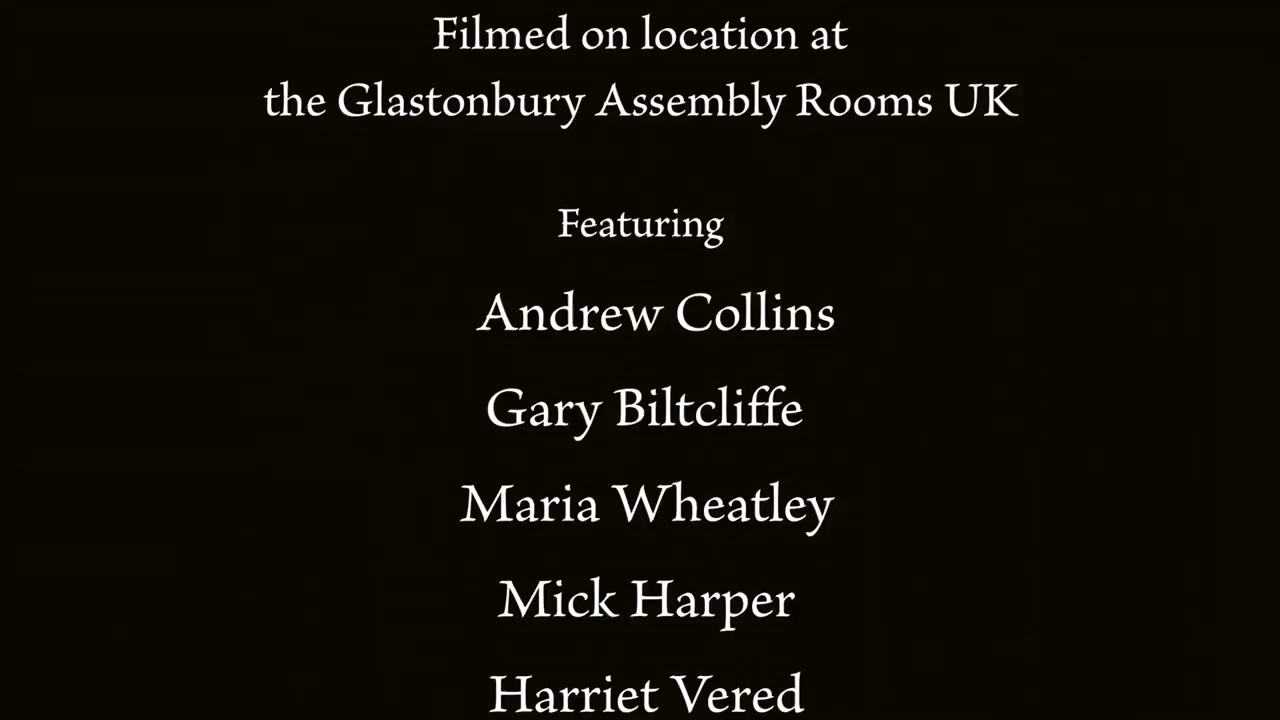 Filmed on location at
the Glastonbury Assembly Rooms UK
Featuring
Andrew Collins
Gary Biltcliffe
Maria Wheatley
Mick Harper
Harriet Vered